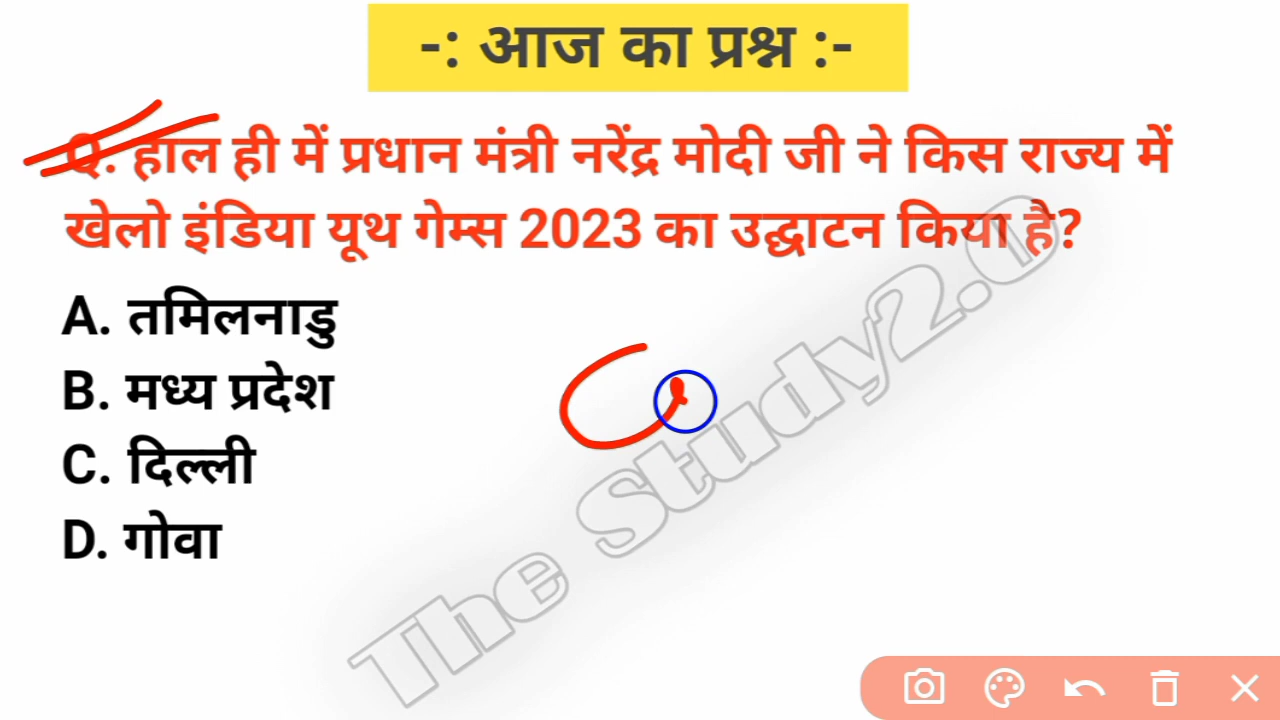 -: आज का प्रश्न :-
Q. हाल ही में प्रधान मंत्री नरेंद्र मोदी जी ने किस राज्य में
खेलो इंडिया यूथ गेम्स 2023 का उद्घाटन किया है?
A. तमिलनाडु
B. मध्य प्रदेश
C. दिल्ली
D. गोवा
The Study2.0